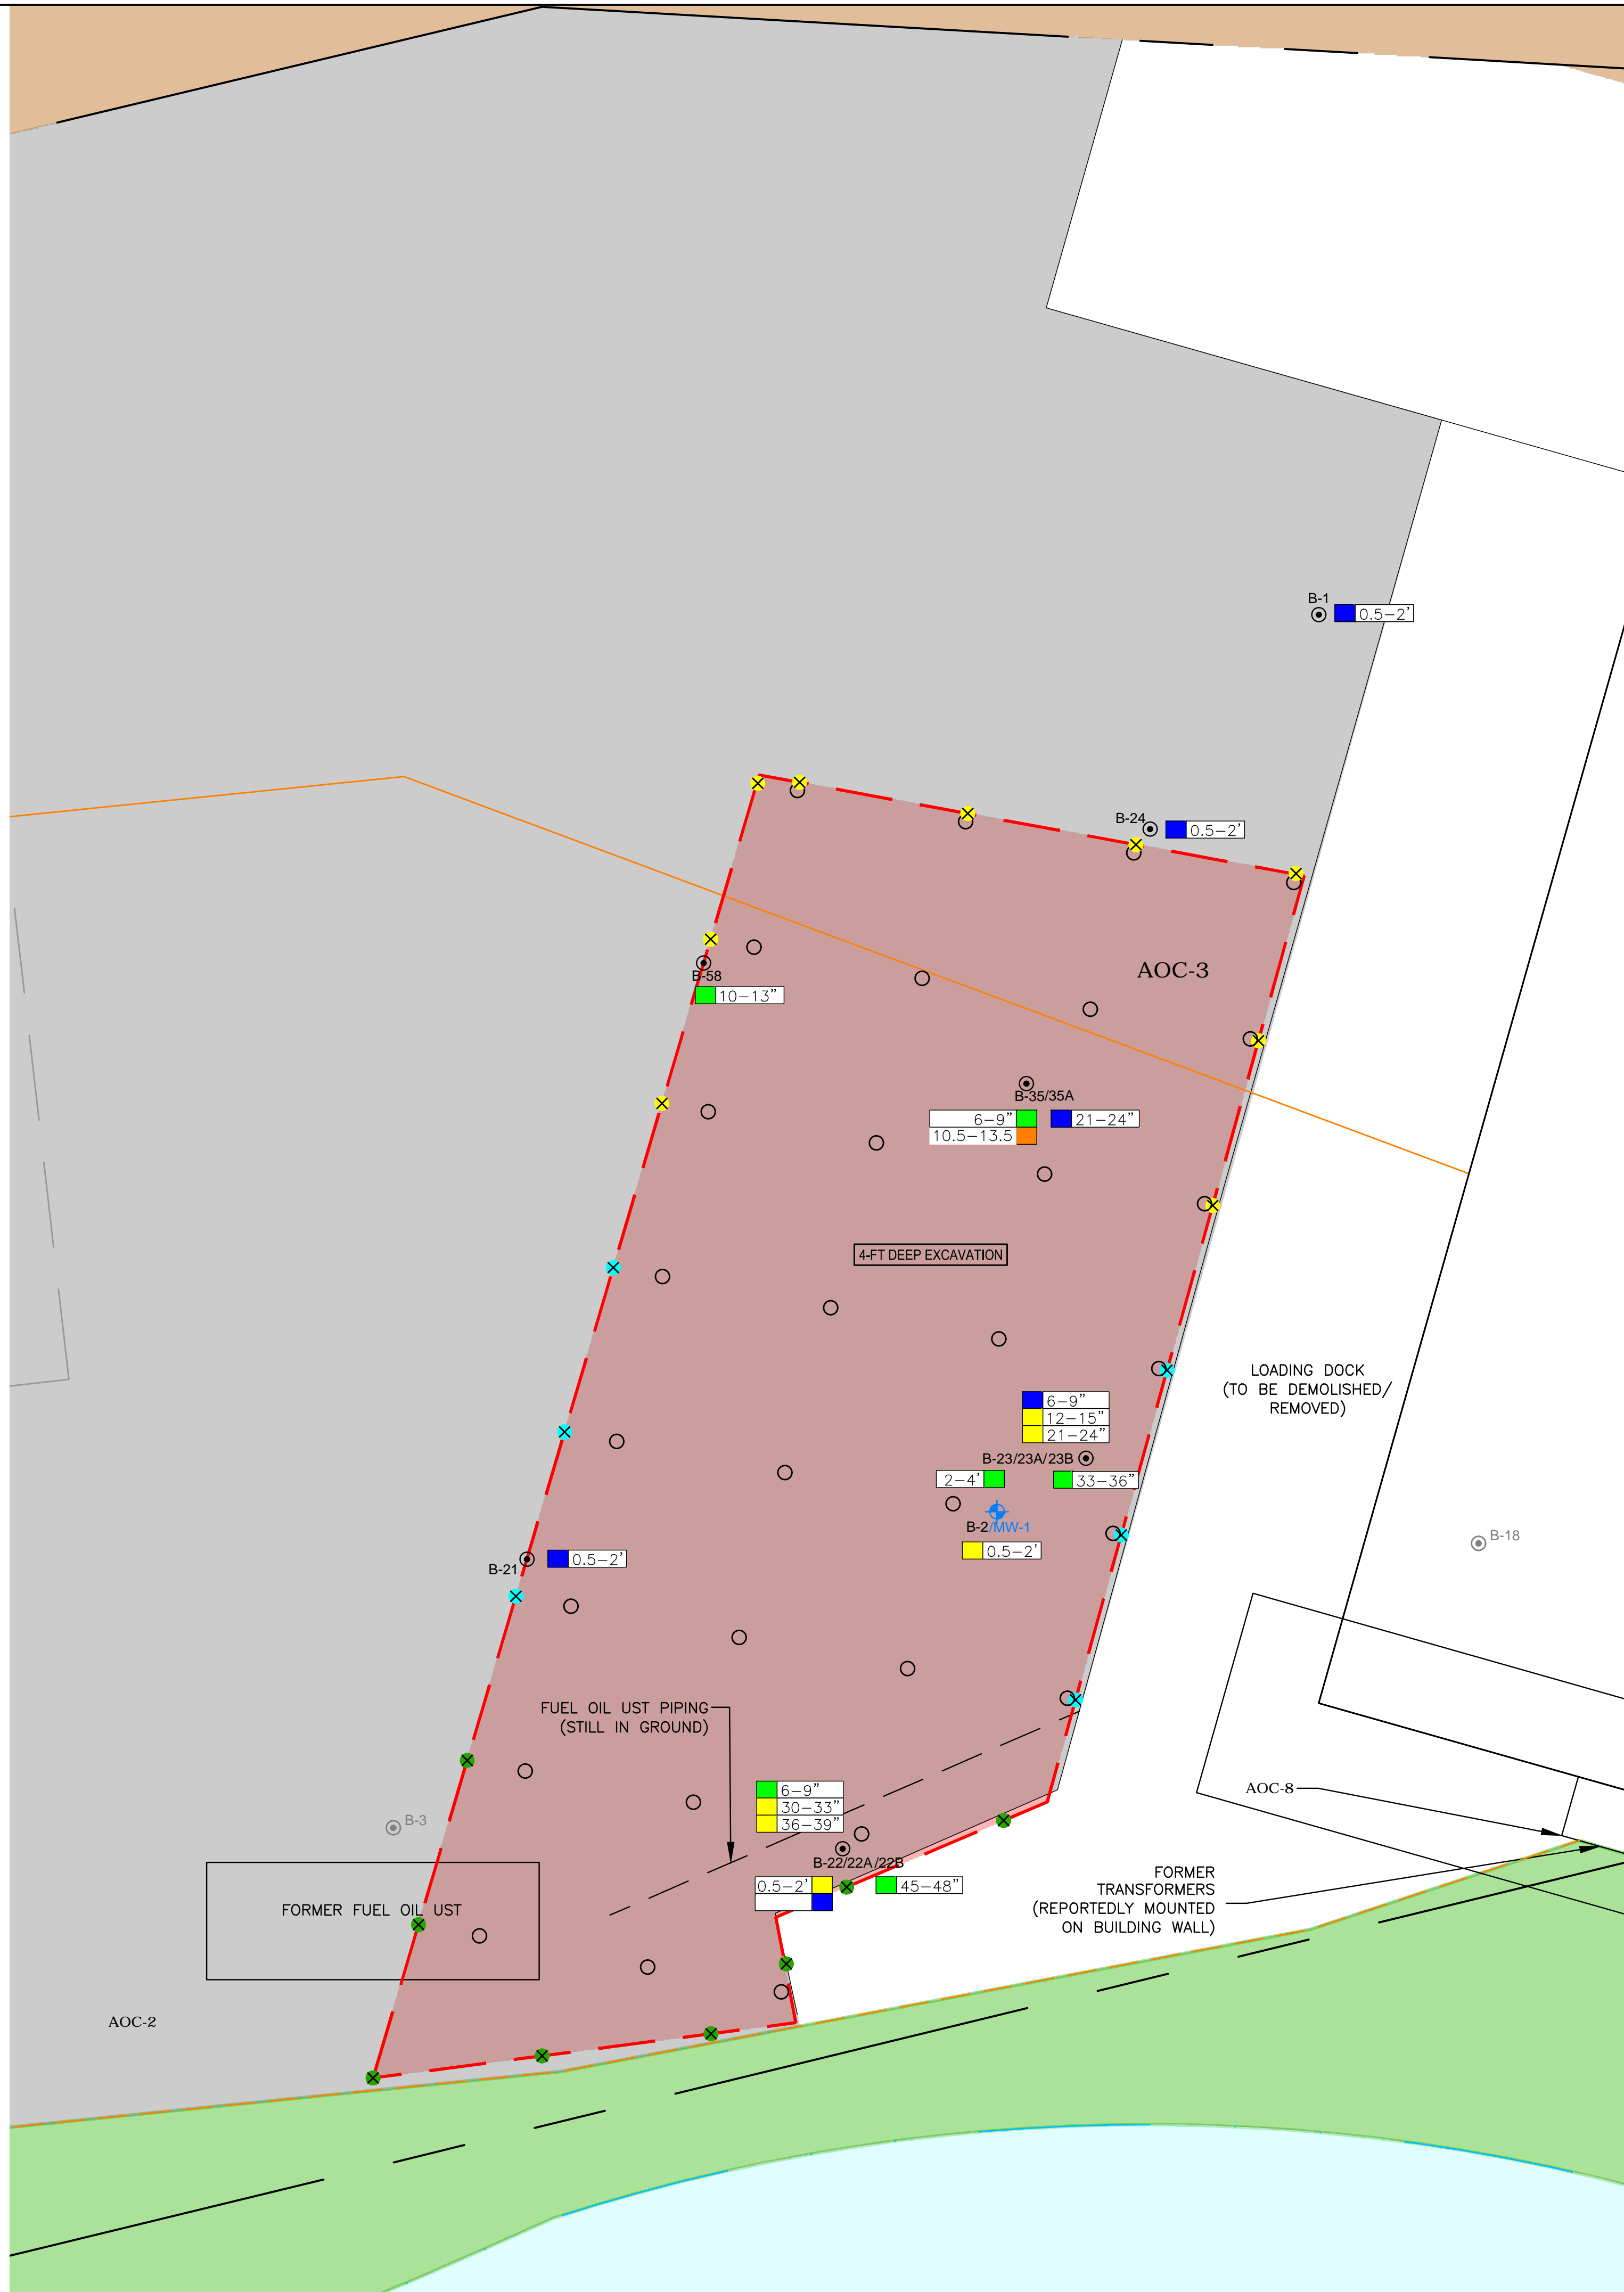 B-1
0.5-2'
B-24
0.5-2'
AOC-3
B-58
10-13"
B-35/35A
6-9"
21-24"
10.5-13.5
4-FT DEEP EXCAVATION
LOADING DOCK
(TO BE DEMOLISHED/
REMOVED)
6-9"
12-15"
21-24"
B-23/23A/23B
2-4'
33-36"
B-2/MW-1
0.5-2'
B-18
B-21
0.5-2'
FUEL OIL UST PIPING
(STILL IN GROUND)
AOC-8
6-9"
30-33"
36-39"
B-3
B-22/22A/22B
0.5-2'
45-48"
FORMER FUEL OIL UST
FORMER
TRANSFORMERS
(REPORTEDLY MOUNTED
ON BUILDING WALL)
AOC-2